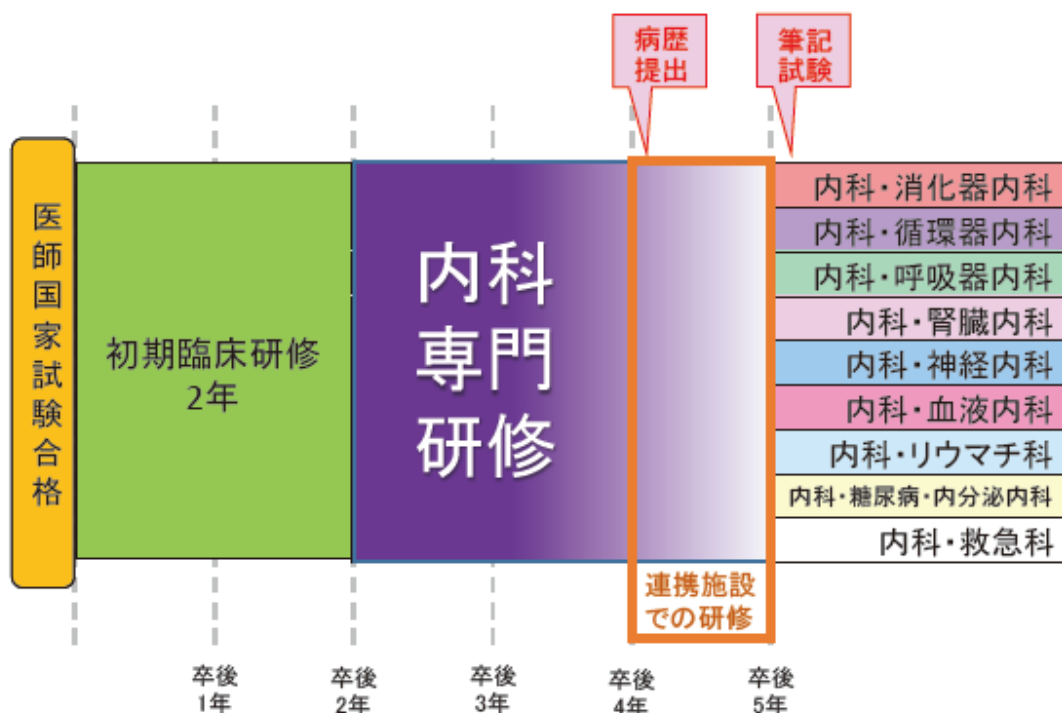 病歴
提出
筆記
試験
医師国家試験合格
初期臨床研修
2年
内科
専門
研修
内科・消化器内科
内科・循環器内科
内科・呼吸器内科
内科・腎臓内科
内科・神経内科
内科・血液内科
内科・リウマチ科
内科・糖尿病・内分泌内科
内科・救急科
連携施設
での研修
卒後
1年
卒後
2年
卒後
3年
卒後
4年
卒後
5年